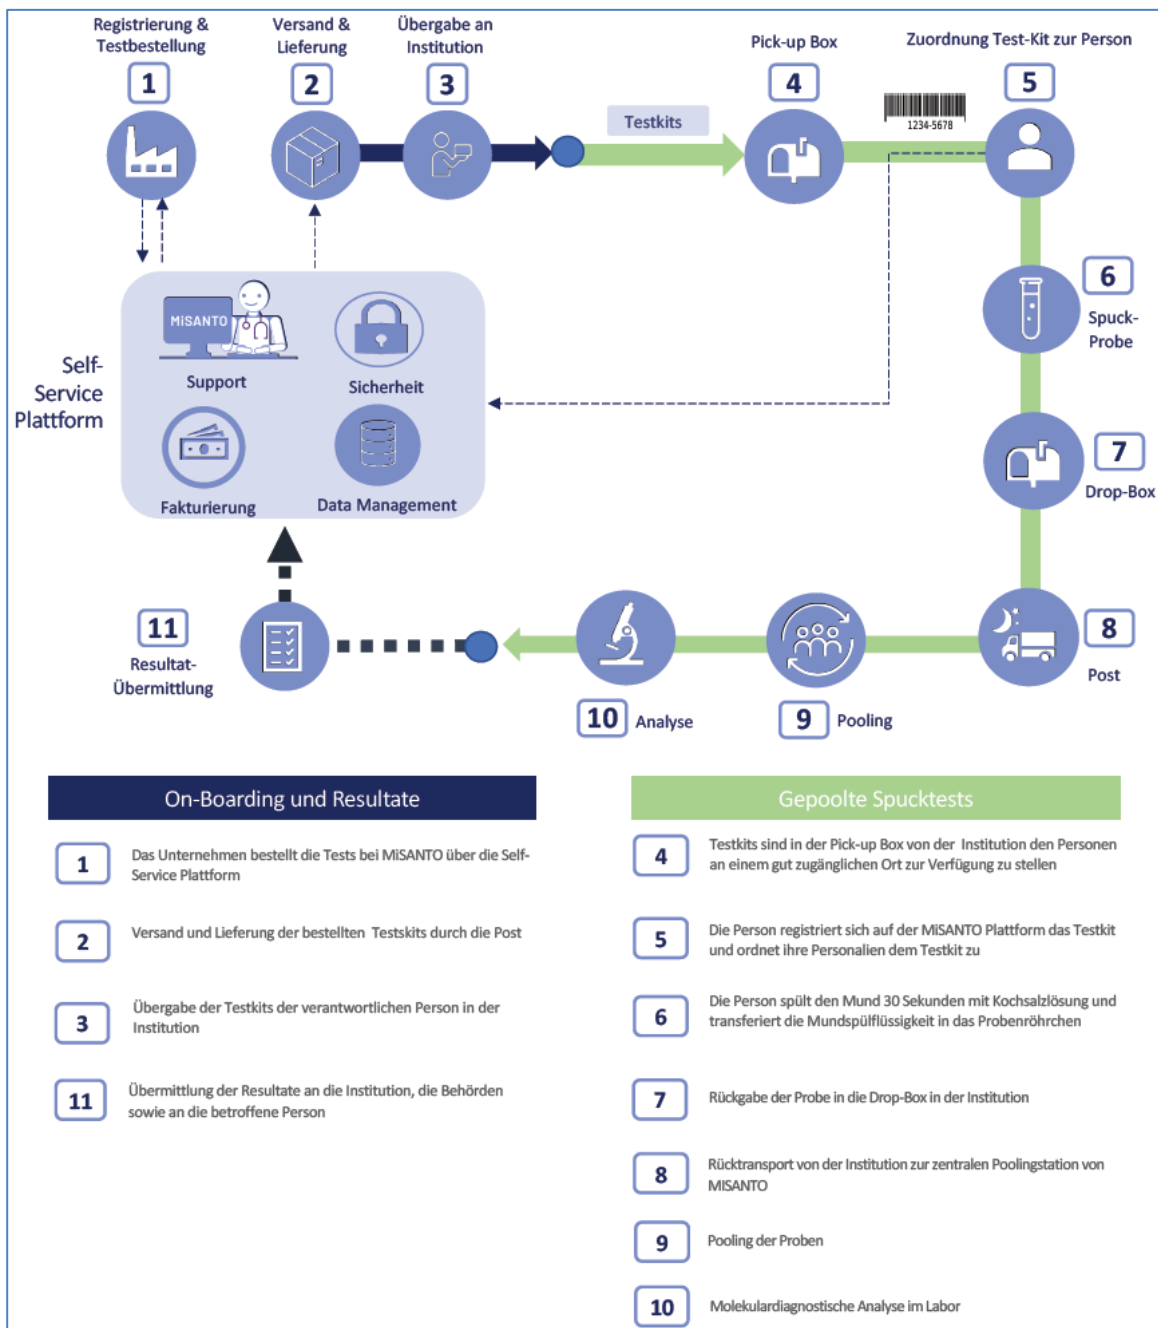 Registrierung &
Testbestellung
1
Versand &
Lieferung
2
Übergabe an
Institution
3
Testkits
Pick-up Box
4
Zuordnung Test-Kit zur Person
5
1234-5678
6
Spuck-
Probe
7
Drop-Box
8
Post
9 Pooling
10 Analyse
11
Resultat-
Übermittlung
Self-
Service
Plattform
MiSANTO
Support
Sicherheit
Fakturierung
Data Management
On-Boarding und Resultate
1
Das Unternehmen bestellt die Tests bei MiSANTO über die Self-
Service Plattform
2
Versand und Lieferung der bestellten Testskits durch die Post
3
Übergabe der Testkits der verantwortlichen Person in der
Institution
11
Übermittlung der Resultate an die Institution, die Behörden
sowie an die betroffene Person
Gepoolte Spucktests
4
Testkits sind in der Pick-up Box von der Institution den Personen
an einem gut zugänglichen Ort zur Verfügung zu stellen
5
Die Person registriert sich auf der MiSANTO Plattform das Testkit
und ordnet ihre Personalien dem Testkit zu
6
Die Person spült den Mund 30 Sekunden mit Kochsalzlösung und
transferiert die Mundspülflüssigkeit in das Probenröhrchen
7
Rückgabe der Probe in die Drop-Box in der Institution
8
Rücktransport von der Institution zur zentralen Poolingstation von
MISANTO
9
Pooling der Proben
10
Molekulardiagnostische Analyse im Labor